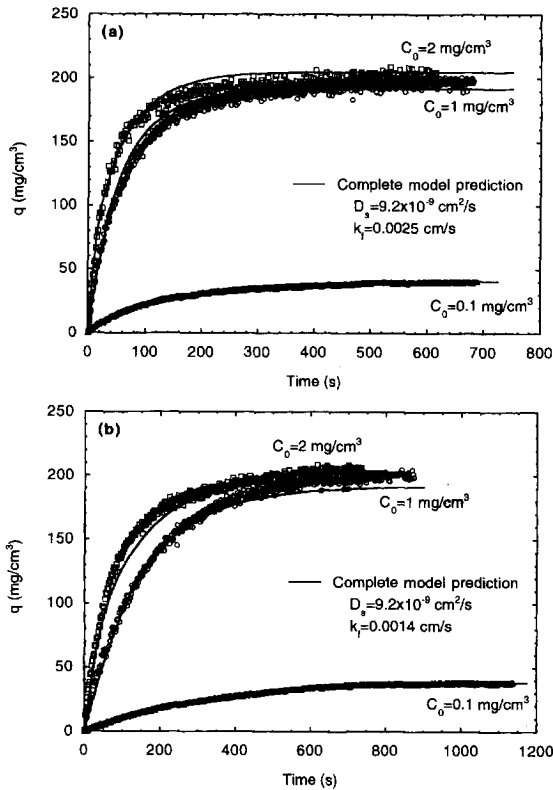 (a)
C₀=2 mg/cm³
C₀=1 mg/cm³
Complete model prediction
Dₛ=9.2x10⁻⁹ cm²/s
k_f=0.0025 cm/s
C₀=0.1 mg/cm³
q (mg/cm³)
250
200
150
100
50
0
0 100 200 300 400 500 600 700 800
Time (s)
(b)
C₀=2 mg/cm³
C₀=1 mg/cm³
Complete model prediction
Dₛ=9.2x10⁻⁹ cm²/s
k_f=0.0014 cm/s
C₀=0.1 mg/cm³
q (mg/cm³)
250
200
150
100
50
0
0 200 400 600 800 1000 1200
Time (s)